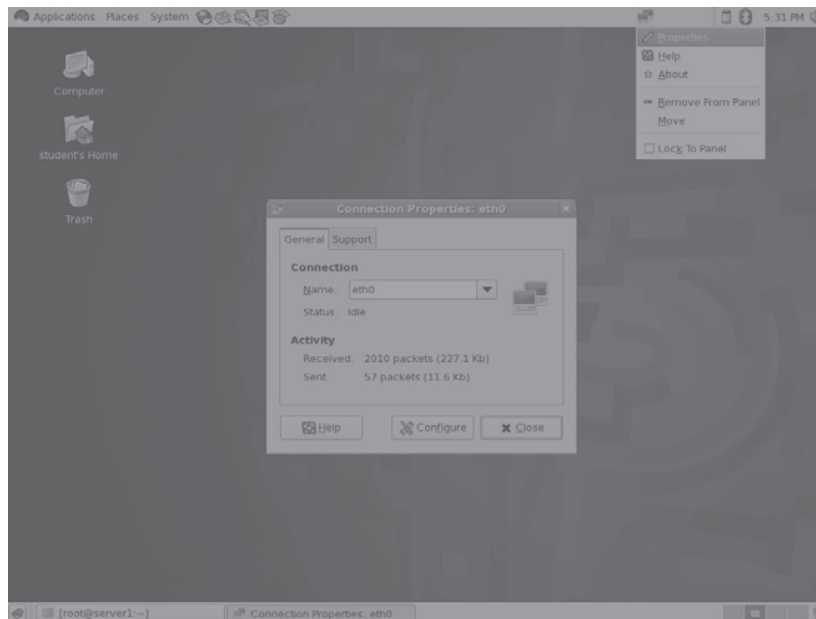 Applications Places System
5:31 PM
Properties
Help
About
Remove From Panel
Move
Lock To Panel
Computer
student's Home
Trash
Connection Properties: eth0
General Support
Connection
Name: eth0
Status: Idle
Activity
Received: 2010 packets (227.1 Kb)
Sent: 57 packets (11.6 Kb)
Help Configure Close
[root@server1:~] Connection Properties: eth0